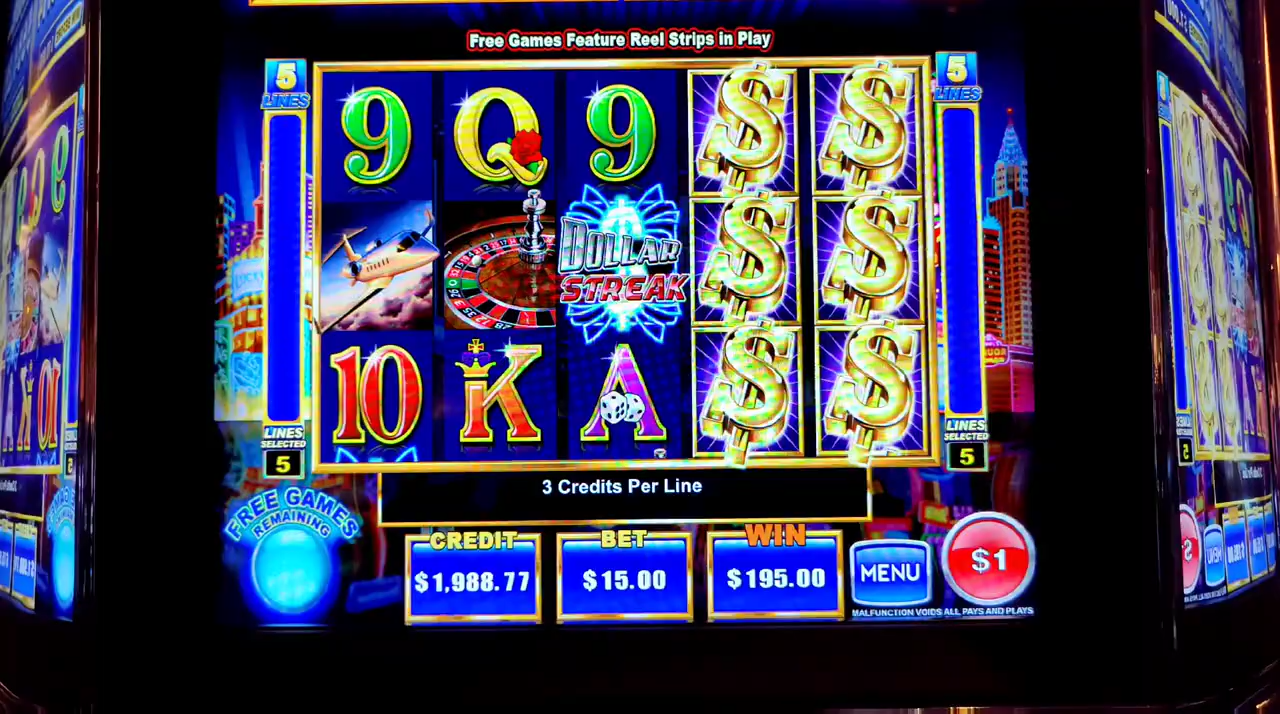 Free Games Feature Reel Strips in Play
5
LINES
5
LINES
9
Q
9
$
$
$
$
DOLLAR
STREAK
10
K
A
$
$
LINES
SELECTED
5
LINES
SELECTED
5
3 Credits Per Line
FREE GAMES
REMAINING
CREDIT
$1,988.77
BET
$15.00
WIN
$195.00
MENU
$1
MALFUNCTION VOIDS ALL PAYS AND PLAYS